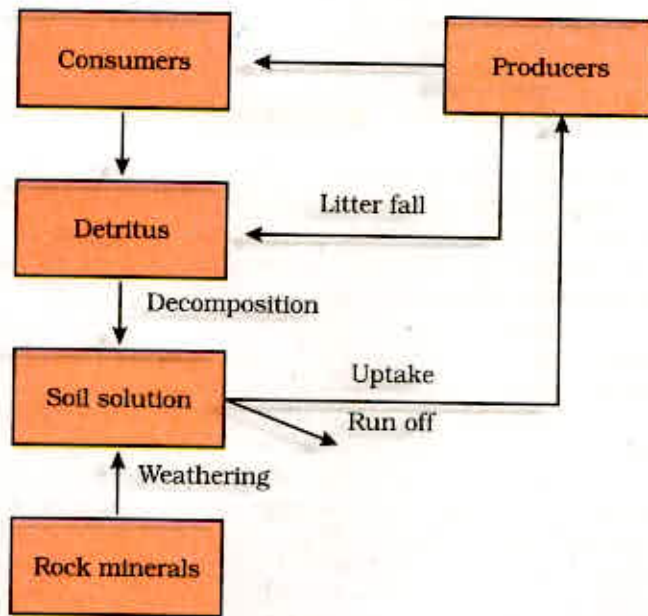 Consumers
Producers
Litter fall
Detritus
Decomposition
Uptake
Soil solution
Run off
Weathering
Rock minerals